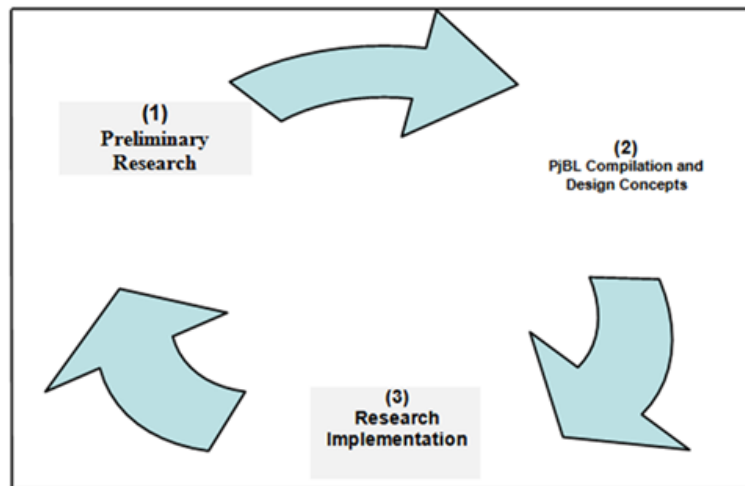 (1)
Preliminary
Research
(2)
PjBL Compilation and
Design Concepts
(3)
Research
Implementation